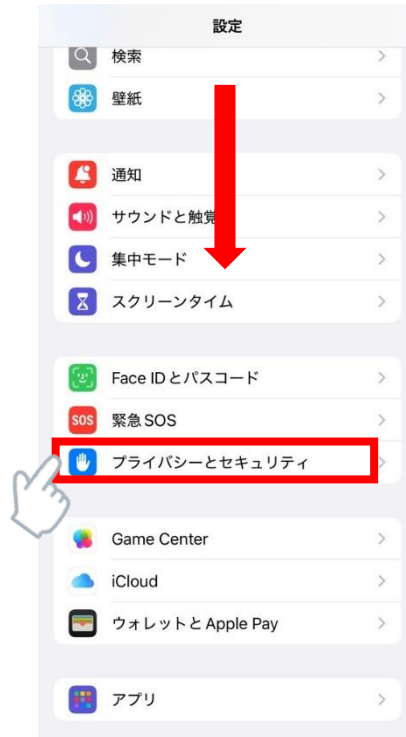 設定
検索
壁紙
通知
サウンドと触覚
集中モード
スクリーンタイム
Face IDとパスコード
SOS 緊急SOS
プライバシーとセキュリティ
Game Center
iCloud
ウォレットとApple Pay
アプリ